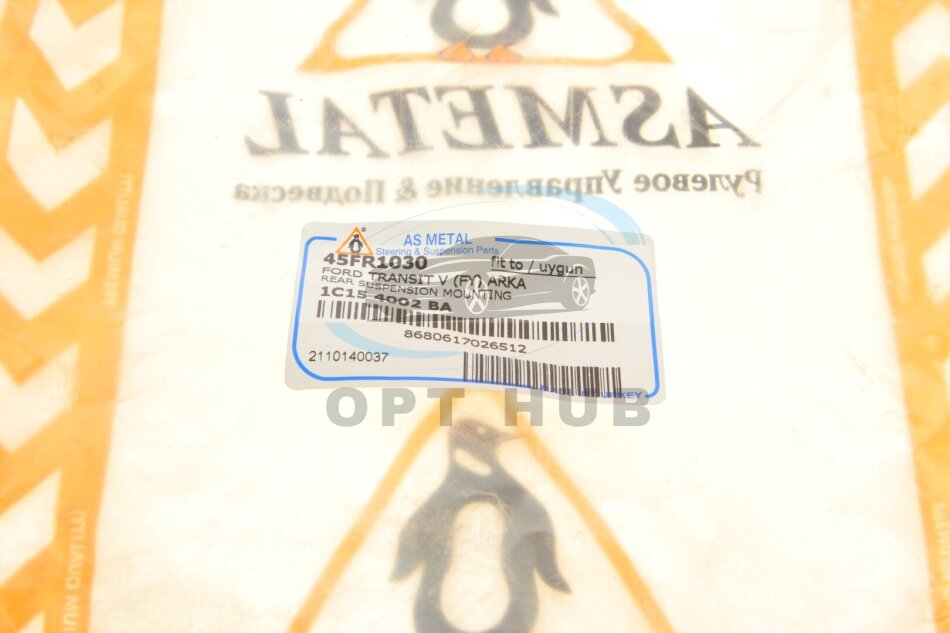 ASMETAL
Рулевое Управление & Подвеска
®
AS METAL
Steering & Suspension Parts
45FR1030
fit to / uygun
FORD TRANSIT V (FY) ARKA
REAR SUSPENSION MOUNTING
1C15 4002 BA
8680617026512
2110140037
TURKEY
OPT HUB